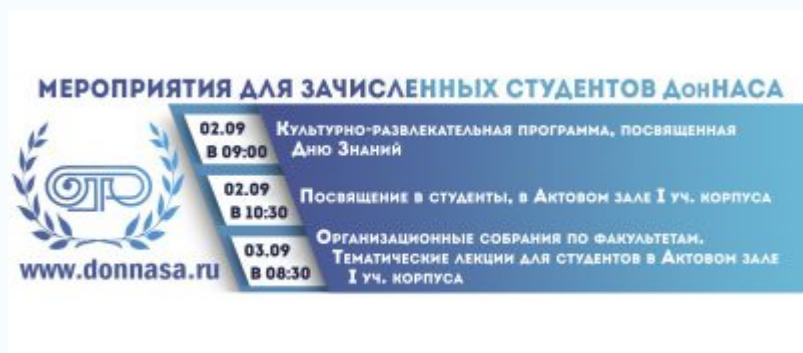 МЕРОПРИЯТИЯ ДЛЯ ЗАЧИСЛЕННЫХ СТУДЕНТОВ ДонНАСА
02.09
В 09:00
Культурно-развлекательная программа, посвященная
Дню Знаний
02.09
В 10:30
Посвящение в студенты, в Актовом зале I уч. корпуса
03.09
В 08:30
Организационные собрания по факультетам.
Тематические лекции для студентов в Актовом зале
I уч. корпуса
www.donnasa.ru